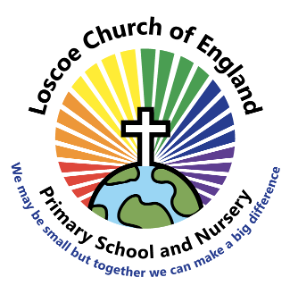 Loscoe Church of England
Primary School and Nursery
We may be small but together we can make a big difference